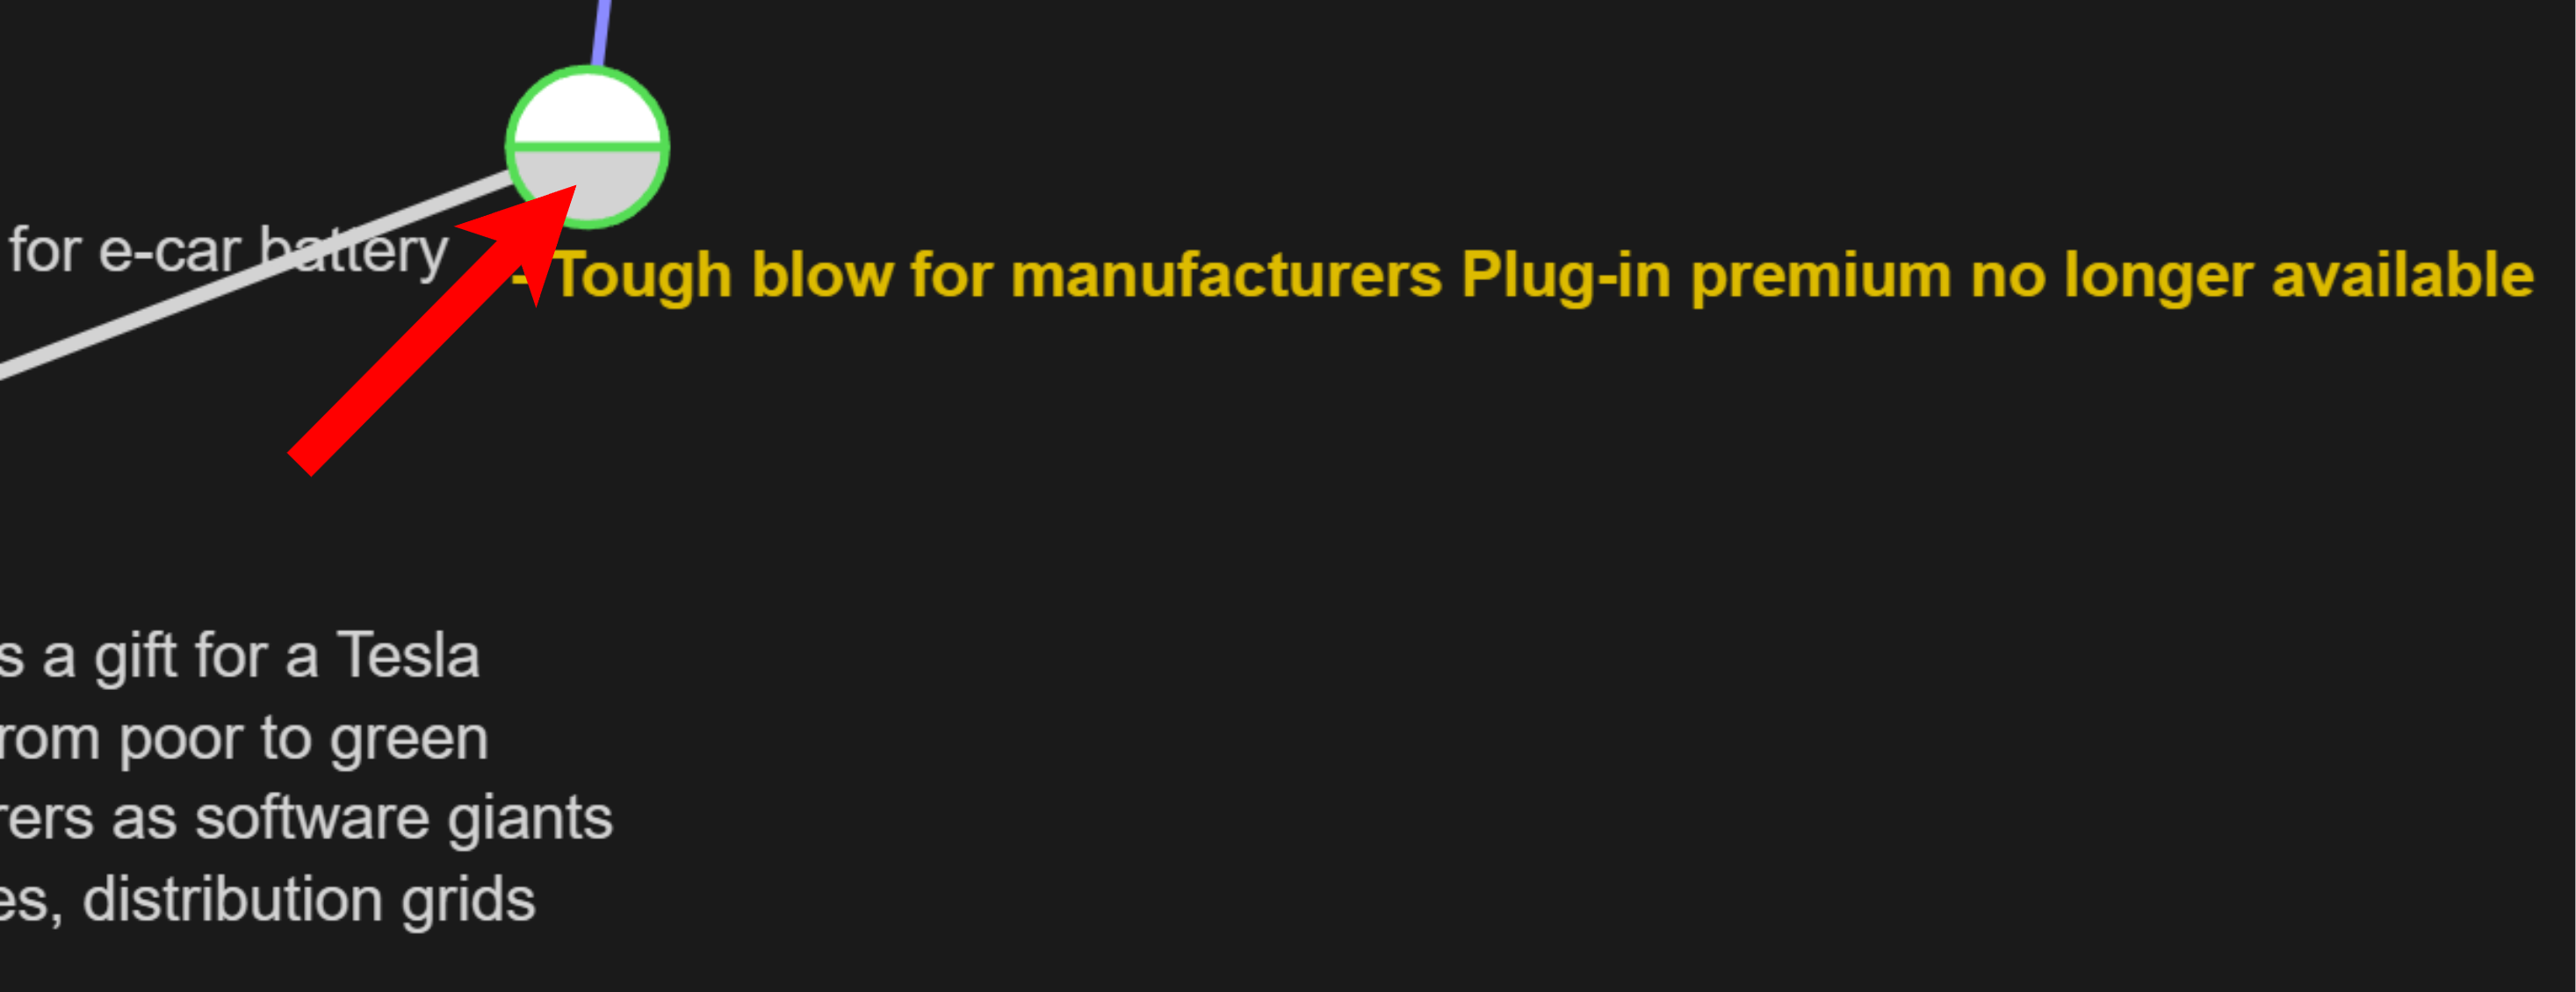 for e-car battery
- Tough blow for manufacturers Plug-in premium no longer available
s a gift for a Tesla
rom poor to green
rers as software giants
es, distribution grids